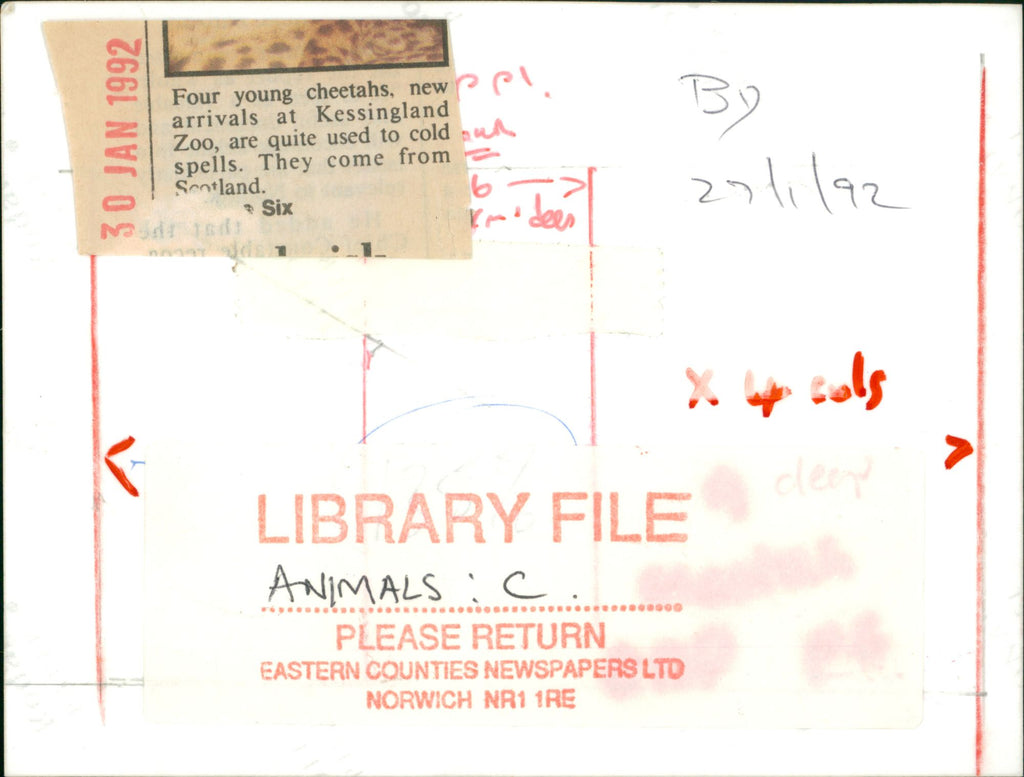 30 JAN 1992
Four young cheetahs, new
arrivals at Kessingland
Zoo, are quite used to cold
spells. They come from
Scotland.
Six
By
27/1/92
X 4 cols
deep
LIBRARY FILE
ANIMALS : C.
PLEASE RETURN
EASTERN COUNTIES NEWSPAPERS LTD
NORWICH NR1 1RE